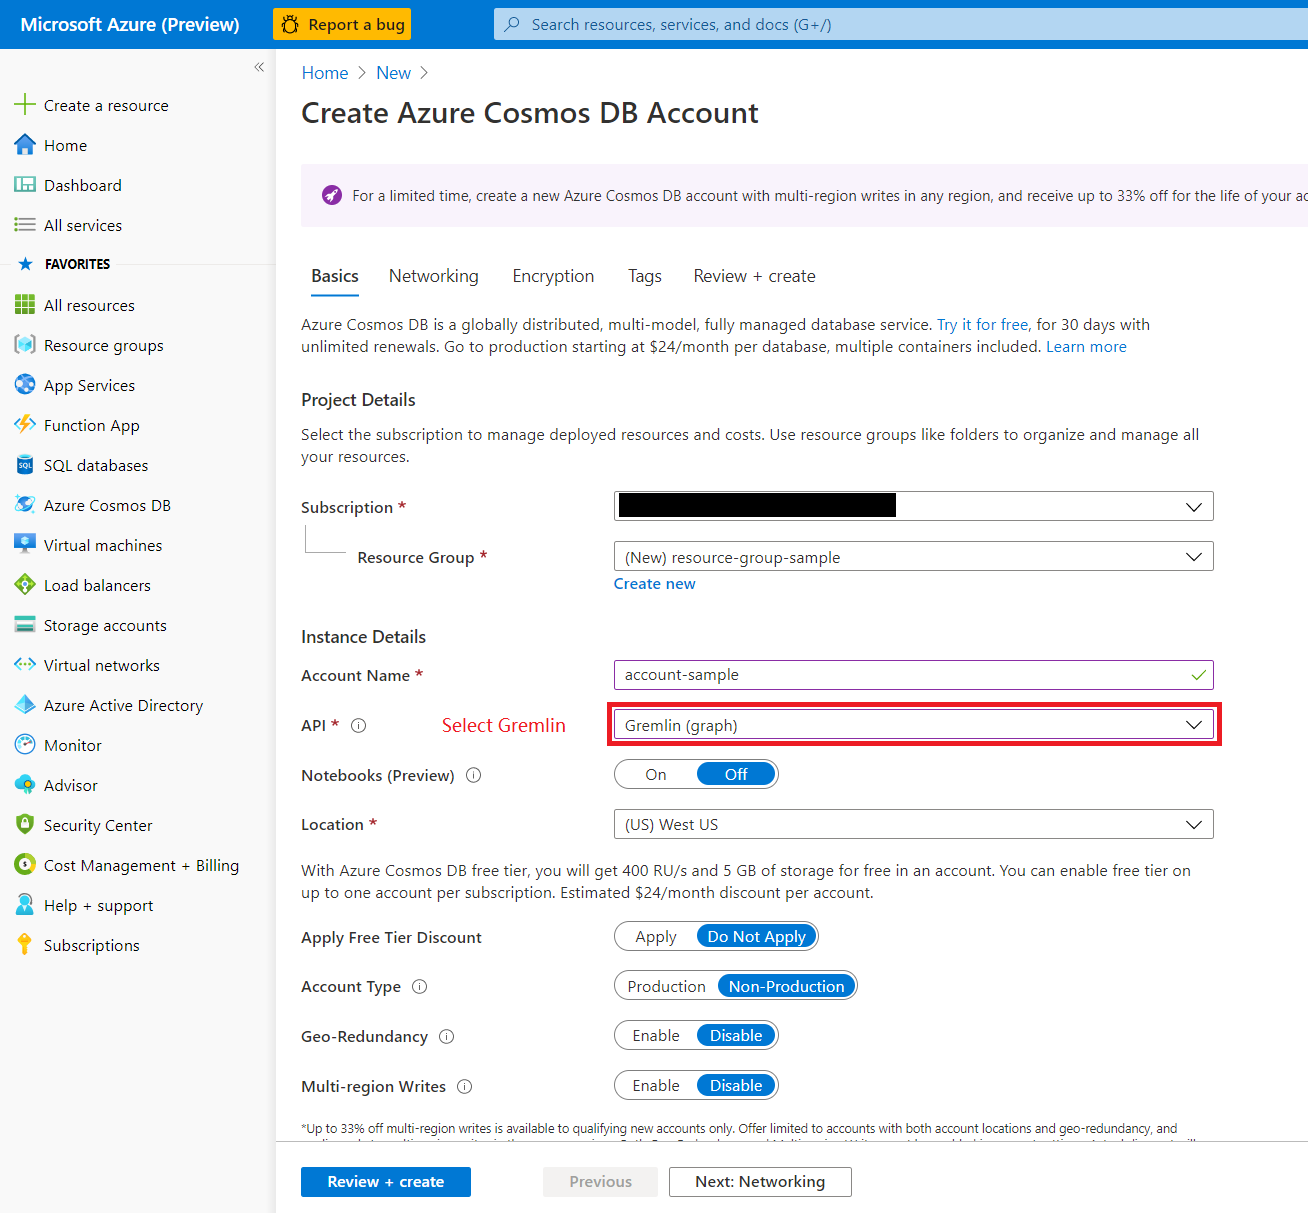 Microsoft Azure (Preview)
Report a bug
Search resources, services, and docs (G+/)
«
Create a resource
Home
Dashboard
All services
FAVORITES
All resources
Resource groups
App Services
Function App
SQL databases
Azure Cosmos DB
Virtual machines
Load balancers
Storage accounts
Virtual networks
Azure Active Directory
Monitor
Advisor
Security Center
Cost Management + Billing
Help + support
Subscriptions
Home > New >
Create Azure Cosmos DB Account
For a limited time, create a new Azure Cosmos DB account with multi-region writes in any region, and receive up to 33% off for the life of your
Basics Networking Encryption Tags Review + create
Azure Cosmos DB is a globally distributed, multi-model, fully managed database service. Try it for free, for 30 days with
unlimited renewals. Go to production starting at $24/month per database, multiple containers included. Learn more
Project Details
Select the subscription to manage deployed resources and costs. Use resource groups like folders to organize and manage all
your resources.
Subscription *
Resource Group * (New) resource-group-sample
Create new
Instance Details
Account Name * account-sample
API * Select Gremlin Gremlin (graph)
Notebooks (Preview) On Off
Location * (US) West US
With Azure Cosmos DB free tier, you will get 400 RU/s and 5 GB of storage for free in an account. You can enable free tier on
up to one account per subscription. Estimated $24/month discount per account.
Apply Free Tier Discount Apply Do Not Apply
Account Type Production Non-Production
Geo-Redundancy Enable Disable
Multi-region Writes Enable Disable
*Up to 33% off multi-region writes is available to qualifying new accounts only. Offer limited to accounts with both account locations and geo-redundancy, and
Review + create Previous Next: Networking